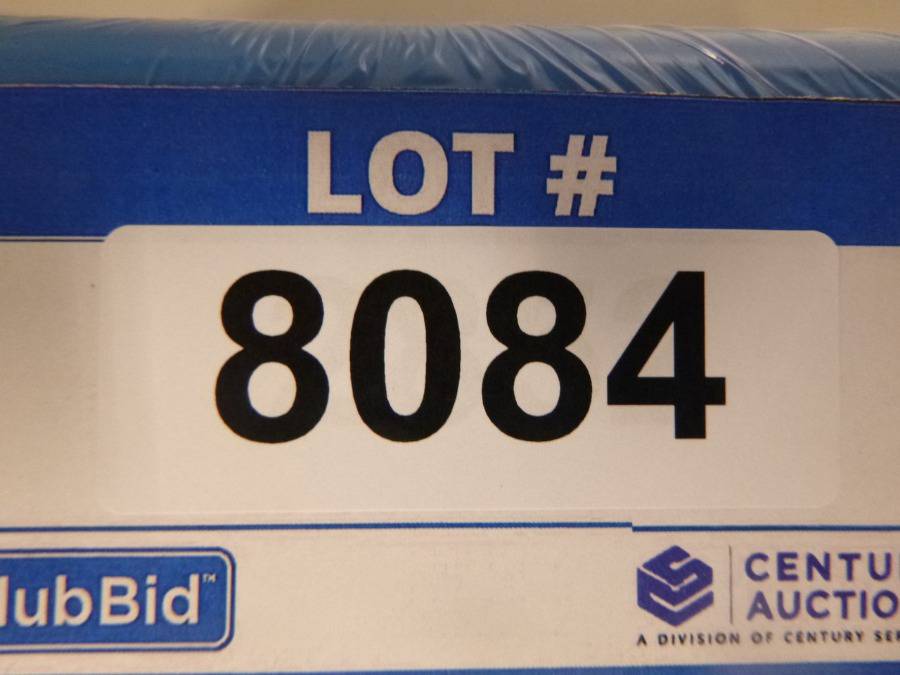 LOT #
8084
lubBid™
CENTU
AUCTIO
A DIVISION OF CENTURY SER